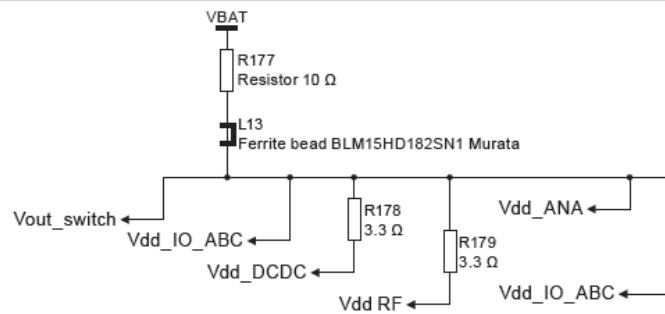 VBAT
R177
Resistor 10 Ω
L13
Ferrite bead BLM15HD182SN1 Murata
Vout_switch
Vdd_IO_ABC
R178
3.3 Ω
Vdd_DCDC
R179
3.3 Ω
Vdd RF
Vdd_ANA
Vdd_IO_ABC